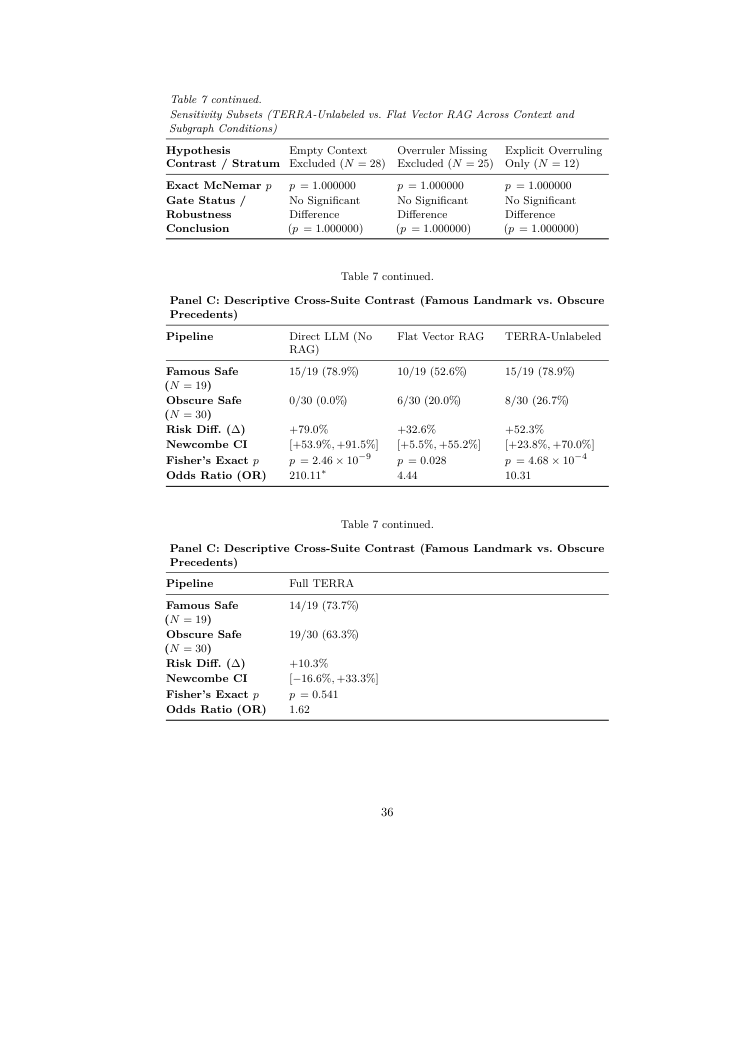 Table 7 continued.
Sensitivity Subsets (TERRA-Unlabeled vs. Flat Vector RAG Across Context and
Subgraph Conditions)
Hypothesis Empty Context Overruler Missing Explicit Overruling
Contrast / Stratum Excluded (N = 28) Excluded (N = 25) Only (N = 12)
Exact McNemar p p = 1.000000 p = 1.000000 p = 1.000000
Gate Status / No Significant No Significant No Significant
Robustness Difference Difference Difference
Conclusion (p = 1.000000) (p = 1.000000) (p = 1.000000)
Table 7 continued.
Panel C: Descriptive Cross-Suite Contrast (Famous Landmark vs. Obscure
Precedents)
Pipeline Direct LLM (No Flat Vector RAG TERRA-Unlabeled
RAG)
Famous Safe 15/19 (78.9%) 10/19 (52.6%) 15/19 (78.9%)
(N = 19)
Obscure Safe 0/30 (0.0%) 6/30 (20.0%) 8/30 (26.7%)
(N = 30)
Risk Diff. (Δ) +79.0% +32.6% +52.3%
Newcombe CI [+53.9%, +91.5%] [+5.5%, +55.2%] [+23.8%, +70.0%]
Fisher's Exact p p = 2.46 × 10⁻⁹ p = 0.028 p = 4.68 × 10⁻⁴
Odds Ratio (OR) 210.11* 4.44 10.31
Table 7 continued.
Panel C: Descriptive Cross-Suite Contrast (Famous Landmark vs. Obscure
Precedents)
Pipeline Full TERRA
Famous Safe 14/19 (73.7%)
(N = 19)
Obscure Safe 19/30 (63.3%)
(N = 30)
Risk Diff. (Δ) +10.3%
Newcombe CI [−16.6%, +33.3%]
Fisher's Exact p p = 0.541
Odds Ratio (OR) 1.62
36